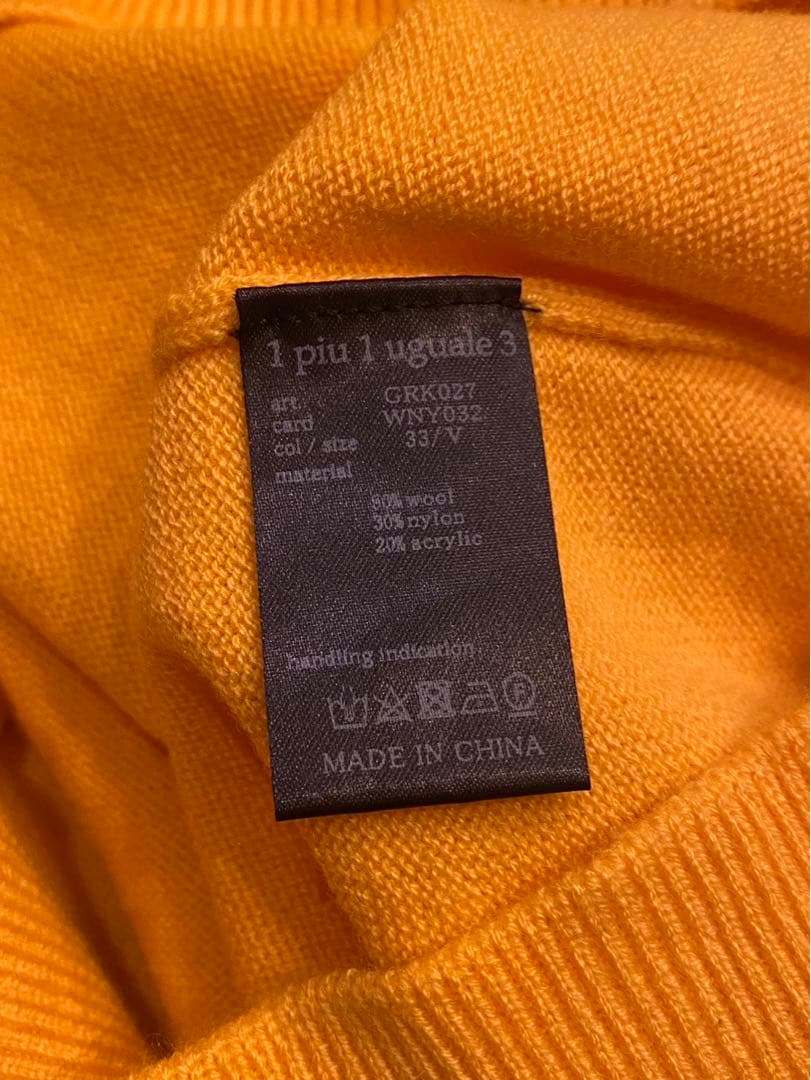 1 piu 1 uguale 3
art. GRK027
card WNY032
col / size 33/V
material
wool
30% nylon
20% acrylic
handling indication
MADE IN CHINA